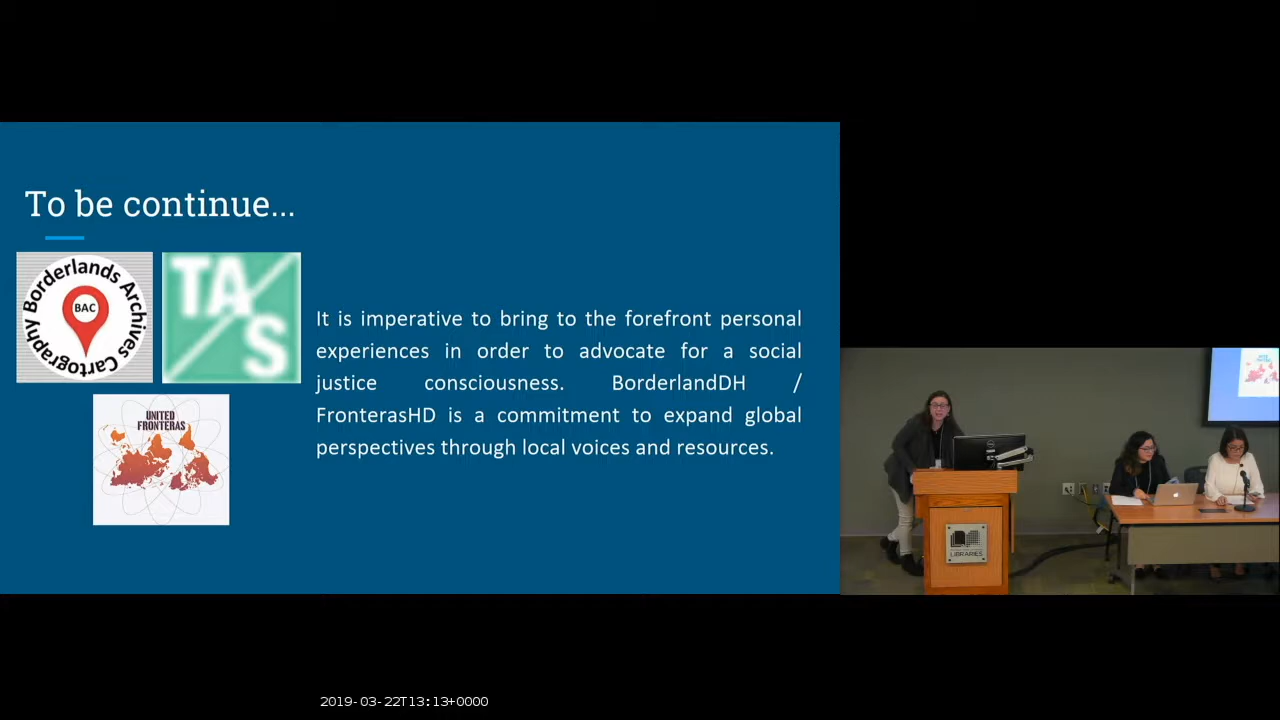 To be continue...
Borderlands Archives Cartography
BAC
TA
S
UNITED
FRONTERAS
It is imperative to bring to the forefront personal
experiences in order to advocate for a social
justice consciousness. BorderlandDH /
FronterasHD is a commitment to expand global
perspectives through local voices and resources.
LIBRARIES
2019-03-22T13:13+0000